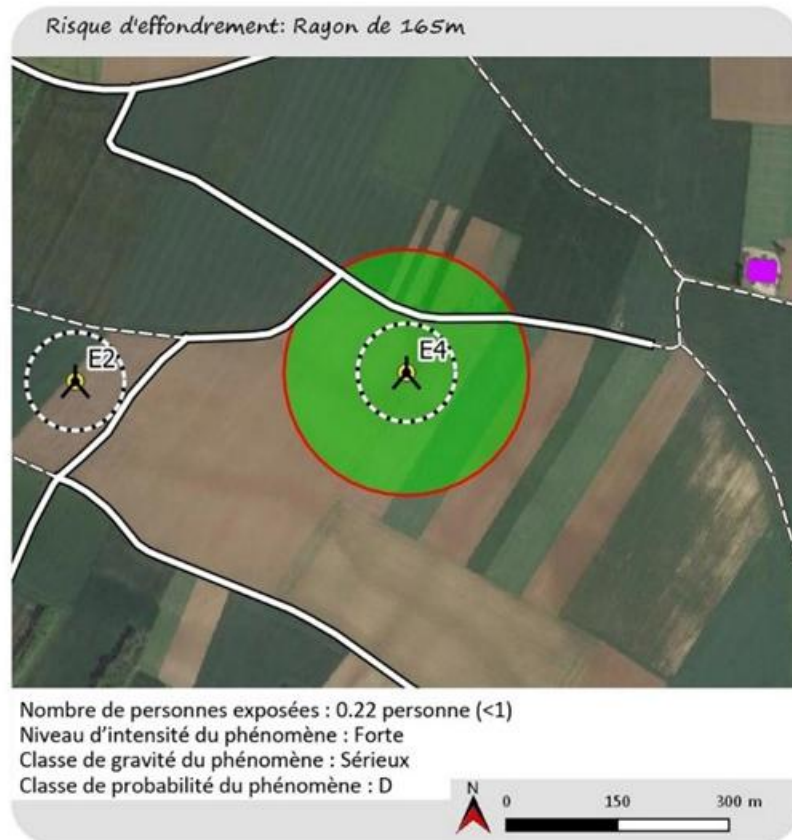 Risque d'effondrement: Rayon de 165m
E4
E2
Nombre de personnes exposées : 0.22 personne (<1)
Niveau d'intensité du phénomène : Forte
Classe de gravité du phénomène : Sérieux
Classe de probabilité du phénomène : D
N
0 150 300 m